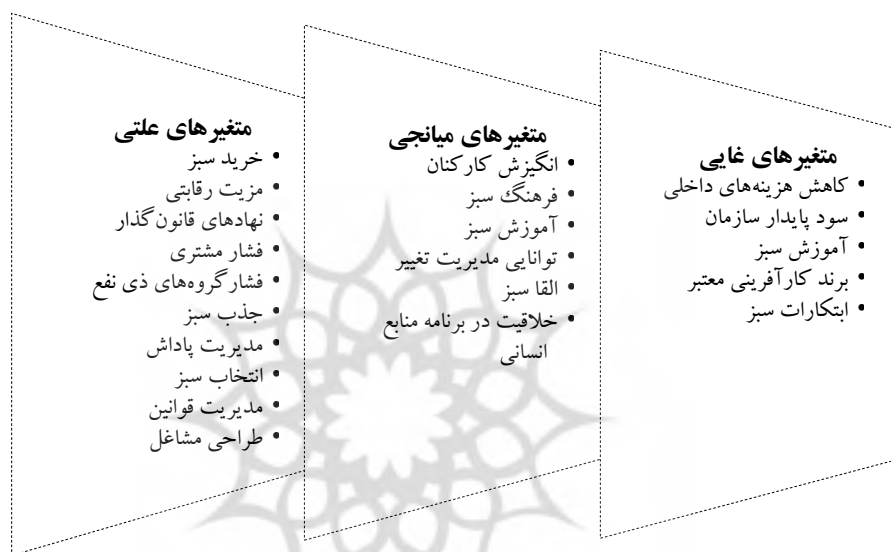 متغیرهای غایی
• کاهش هزینه‌های داخلی
• سود پایدار سازمان
• آموزش سبز
• برند کارآفرینی معتبر
• ابتکارات سبز
متغیرهای میانجی
• انگیزش کارکنان
• فرهنگ سبز
• آموزش سبز
• توانایی مدیریت تغییر
• القا سبز
• خلاقیت در برنامه منابع
انسانی
متغیرهای علتی
• خرید سبز
• مزیت رقابتی
• نهادهای قانون‌گذار
• فشار مشتری
• فشار گروه‌های ذی نفع
• جذب سبز
• مدیریت پاداش
• انتخاب سبز
• مدیریت قوانین
• طراحی مشاغل